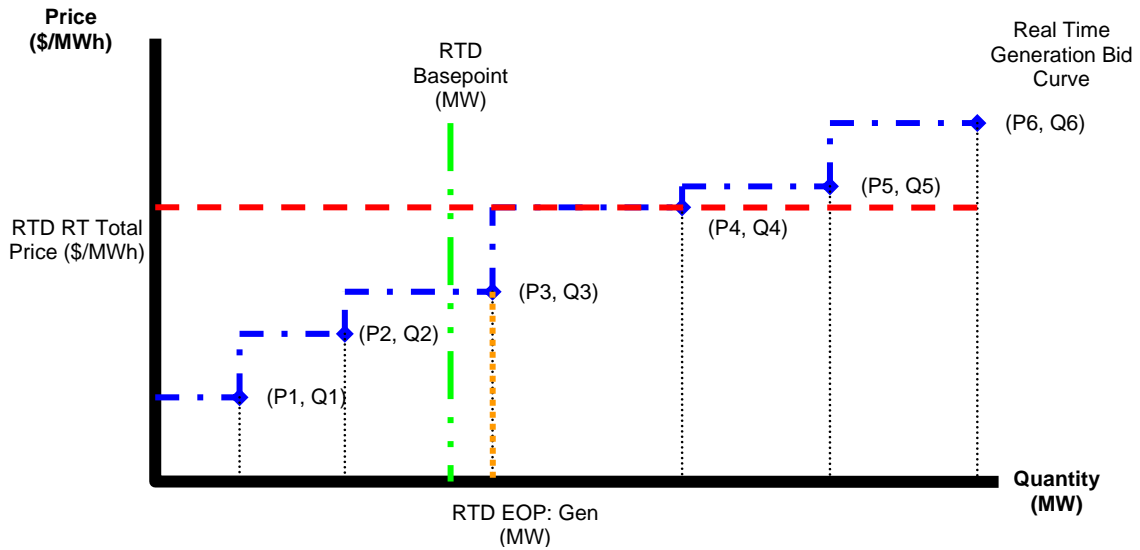 Price
($/MWh)
RTD
Basepoint
(MW)
Real Time
Generation Bid
Curve
(P6, Q6)
(P5, Q5)
RTD RT Total
Price ($/MWh)
(P4, Q4)
(P3, Q3)
(P2, Q2)
(P1, Q1)
Quantity
(MW)
RTD EOP: Gen
(MW)